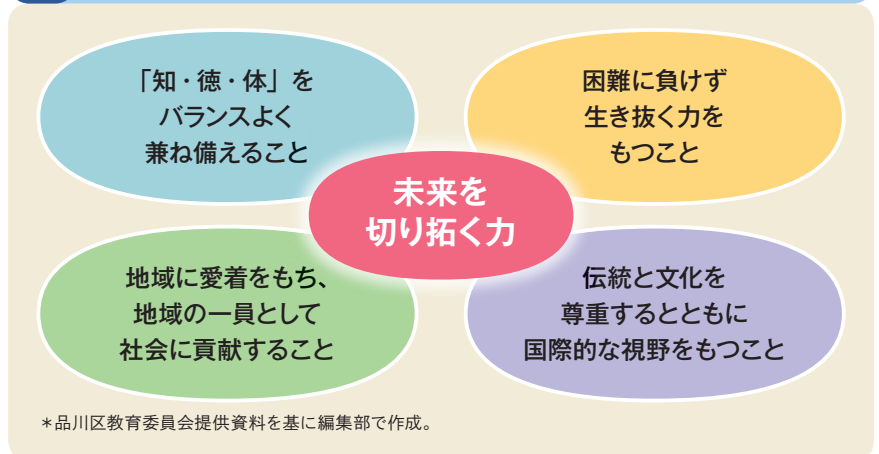 「知・徳・体」を
バランスよく
兼ね備えること
困難に負けず
生き抜く力を
もつこと
未来を
切り拓く力
地域に愛着をもち、
地域の一員として
社会に貢献すること
伝統と文化を
尊重するとともに
国際的な視野をもつこと
＊品川区教育委員会提供資料を基に編集部で作成。